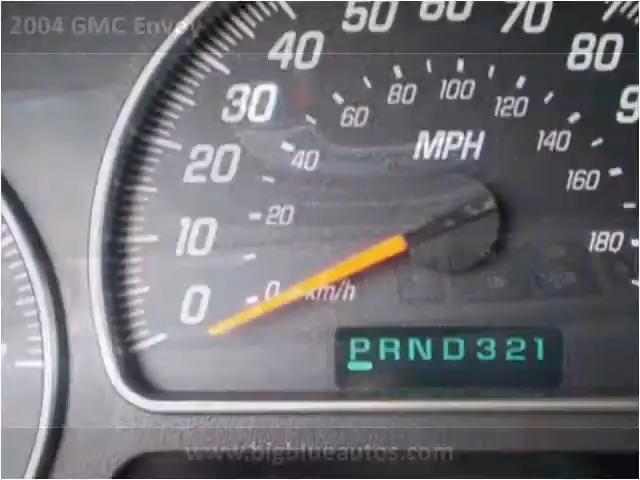 2004 GMC Envoy
50 60 70
40 80
30 9
20
10
0
60 80 100 120 140 160 180
40
20
0 km/h
MPH
PRND321
www.bigblueautos.com